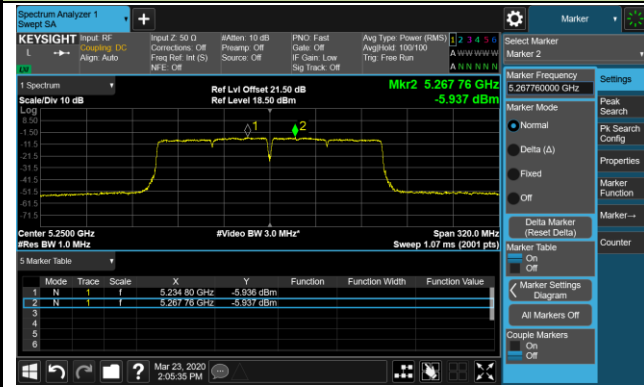 Spectrum Analyzer 1
Swept SA
+
Marker
KEYSIGHT
L
Input: RF
Coupling: DC
Align: Auto
Input Z: 50 Ω
Corrections: Off
Freq Ref: Int (S)
NFE: Off
#Atten: 10 dB
Preamp: Off
Source: Off
PNO: Fast
Gate: Off
IF Gain: Low
Sig Track: Off
Avg Type: Power (RMS)
Avg|Hold: 100/100
Trig: Free Run
1 2 3 4 5 6
A W W W W W
A N N N N N
Select Marker
Marker 2
1 Spectrum
Scale/Div 10 dB
Ref Lvl Offset 21.50 dB
Ref Level 18.50 dBm
Mkr2 5.267 76 GHz
-5.937 dBm
Log
8.50
-1.50
-11.5
-21.5
-31.5
-41.5
-51.5
-61.5
-71.5
1
2
Center 5.2500 GHz
#Res BW 1.0 MHz
#Video BW 3.0 MHz*
Span 320.0 MHz
Sweep 1.07 ms (2001 pts)
5 Marker Table
Mode Trace Scale X Y Function Function Width Function Value
1 N 1 f 5.234 80 GHz -5.936 dBm
2 N 1 f 5.267 76 GHz -5.937 dBm
3
4
5
6
Marker Frequency
5.267760000 GHz
Marker Mode
Normal
Delta (Δ)
Fixed
Off
Delta Marker
(Reset Delta)
Marker Table
On
Off
Marker Settings
Diagram
All Markers Off
Couple Markers
On
Off
Settings
Peak
Search
Pk Search
Config
Properties
Marker
Function
Marker→
Counter
?
Mar 23, 2020
2:05:35 PM